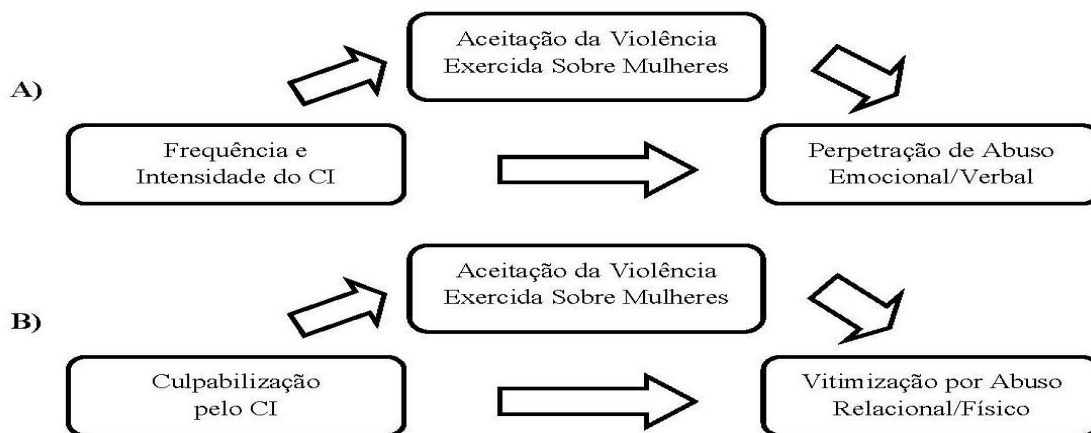 Aceitação da Violência
Exercida Sobre Mulheres
A)
Frequência e
Intensidade do CI
Perpetração de Abuso
Emocional/Verbal
Aceitação da Violência
Exercida Sobre Mulheres
B)
Culpabilização
pelo CI
Vitimização por Abuso
Relacional/Físico